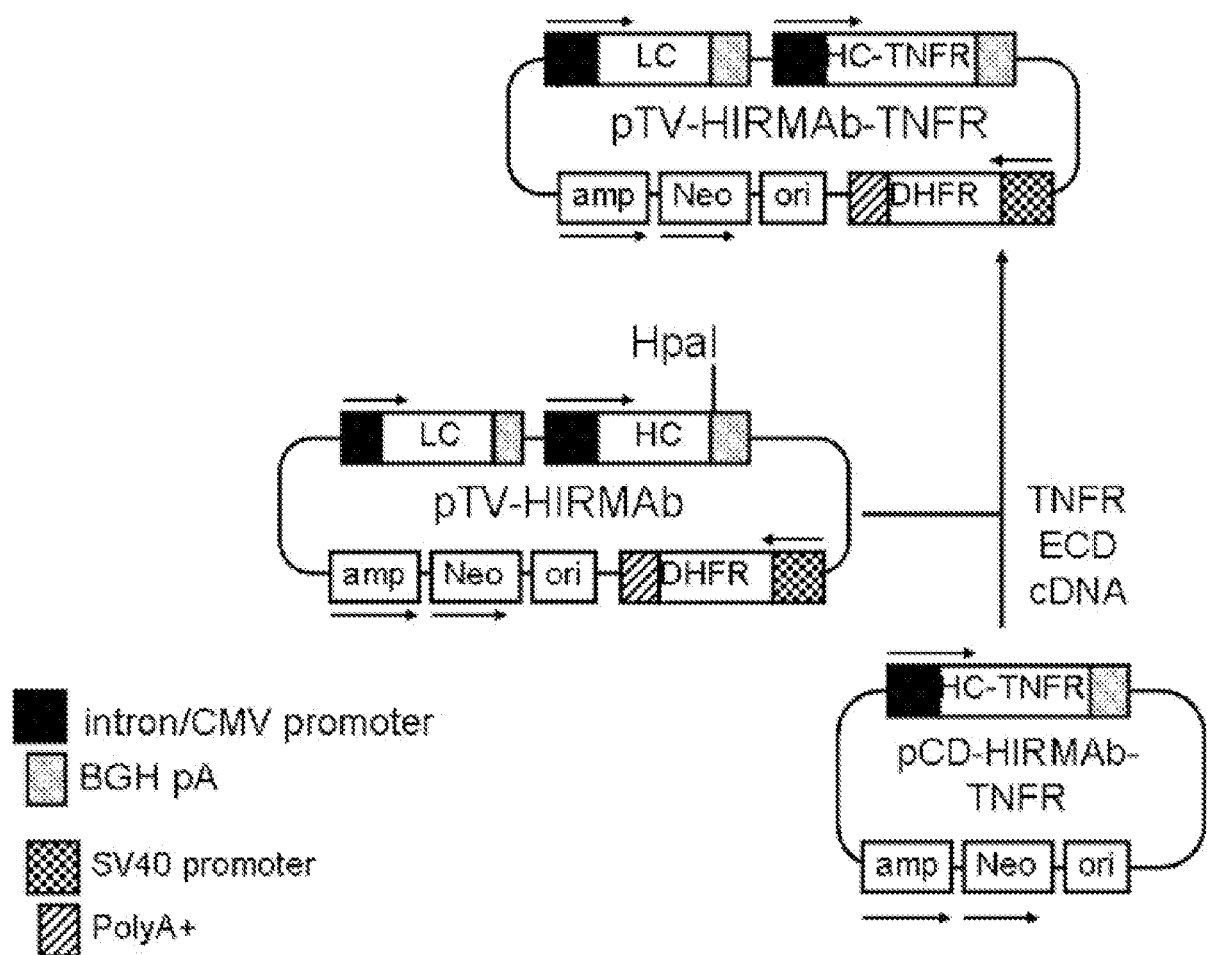 LC HC-TNFR
pTV-HIRMAb-TNFR
amp Neo ori DHFR
HpaI
LC HC
pTV-HIRMAb
amp Neo ori DHFR
TNFR
ECD
cDNA
HC-TNFR
pCD-HIRMAb-
TNFR
amp Neo ori
intron/CMV promoter
BGH pA
SV40 promoter
PolyA+